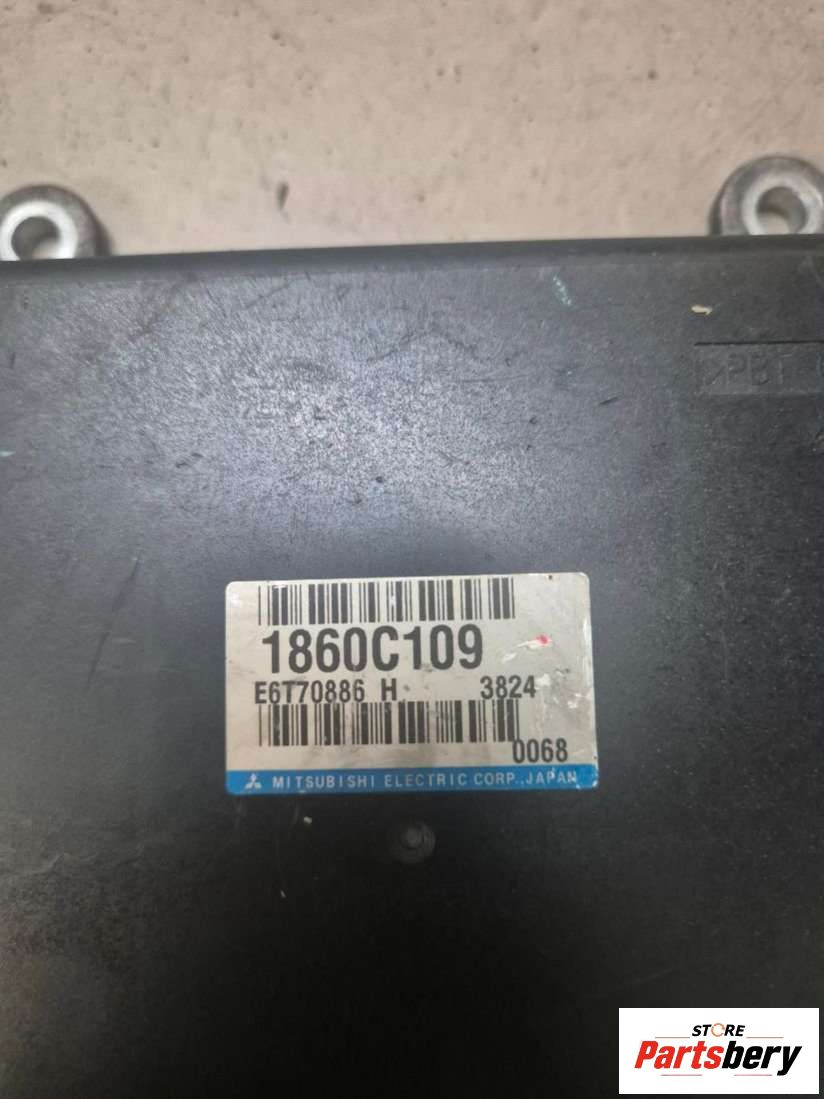 >PBT
1860C109
E6T70886 H 3824
0068
MITSUBISHI ELECTRIC CORP.,JAPAN
STORE
Partsbery